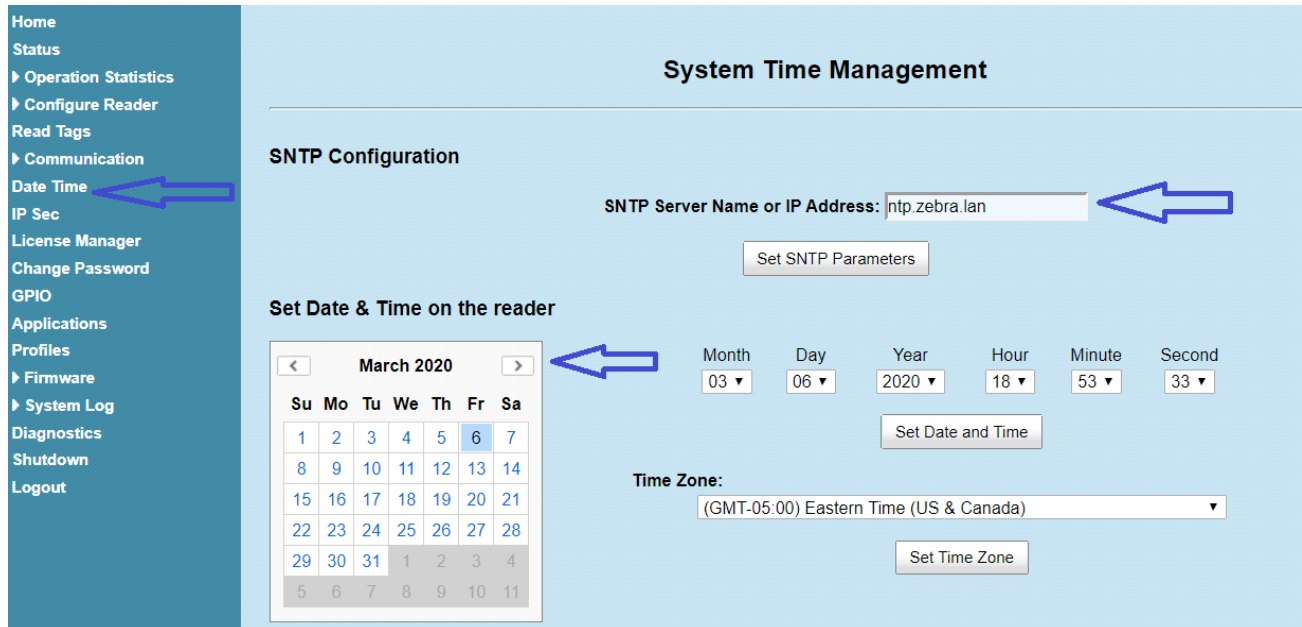 Home
Status
Operation Statistics
Configure Reader
Read Tags
Communication
Date Time
IP Sec
License Manager
Change Password
GPIO
Applications
Profiles
Firmware
System Log
Diagnostics
Shutdown
Logout
System Time Management
SNTP Configuration
SNTP Server Name or IP Address: ntp.zebra.lan
Set SNTP Parameters
Set Date & Time on the reader
March 2020
Su Mo Tu We Th Fr Sa
1 2 3 4 5 6 7
8 9 10 11 12 13 14
15 16 17 18 19 20 21
22 23 24 25 26 27 28
29 30 31 1 2 3 4
5 6 7 8 9 10 11
Month Day Year Hour Minute Second
03 06 2020 18 53 33
Set Date and Time
Time Zone:
(GMT-05:00) Eastern Time (US & Canada)
Set Time Zone